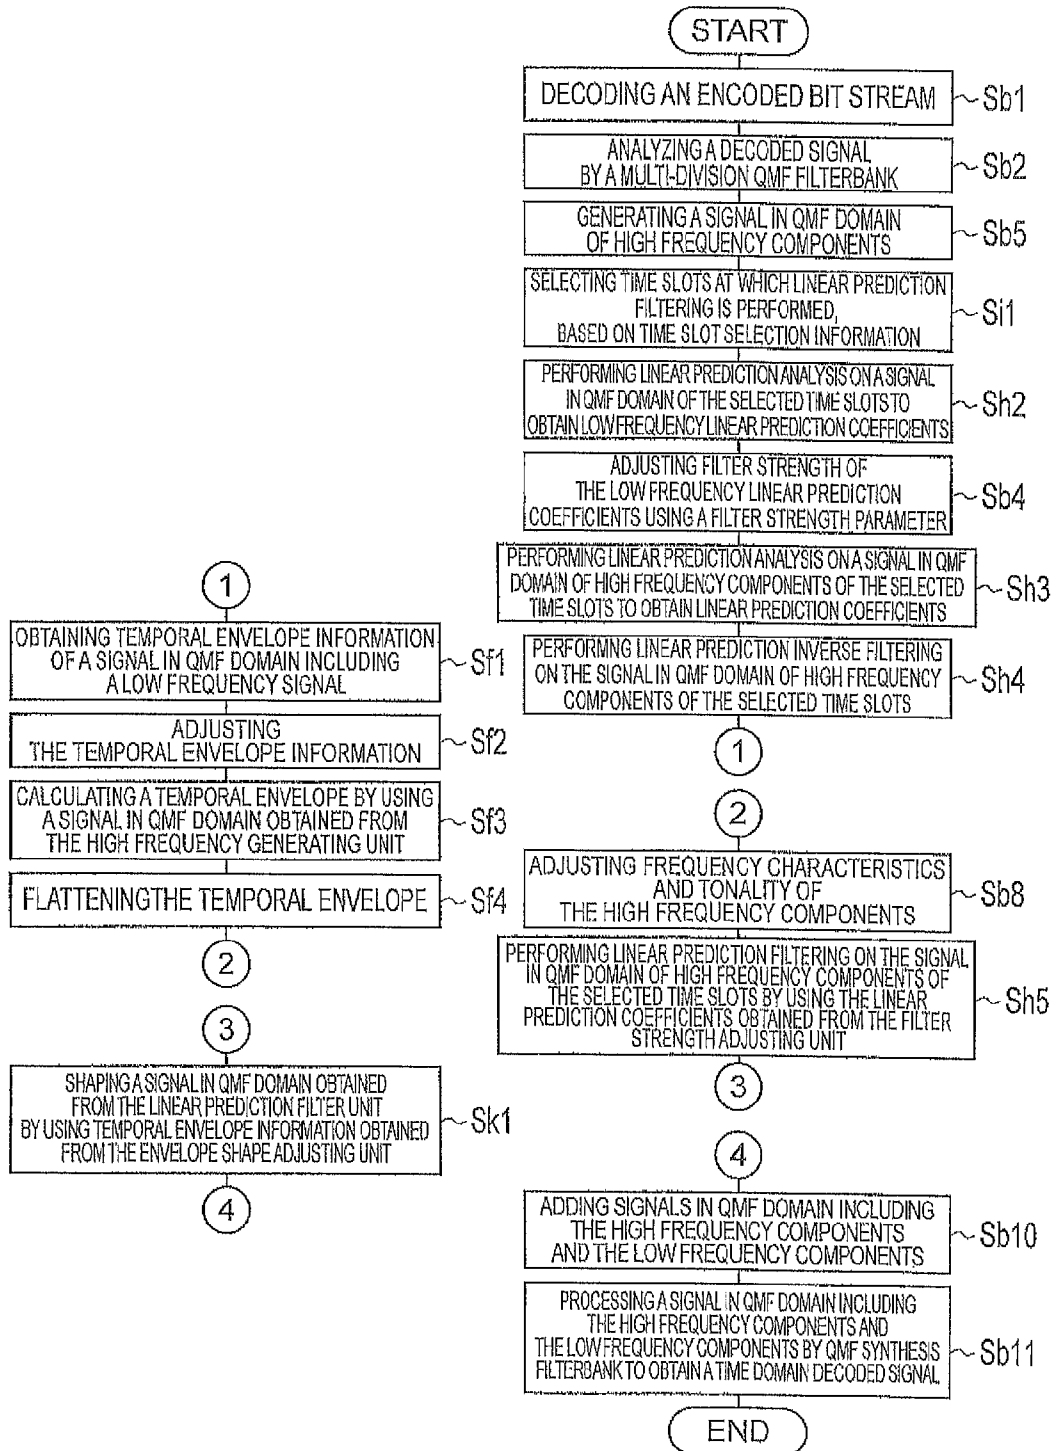 START
DECODING AN ENCODED BIT STREAM
Sb1
ANALYZING A DECODED SIGNAL
BY A MULTI-DIVISION QMF FILTERBANK
Sb2
GENERATING A SIGNAL IN QMF DOMAIN
OF HIGH FREQUENCY COMPONENTS
Sb5
SELECTING TIME SLOTS AT WHICH LINEAR PREDICTION
FILTERING IS PERFORMED,
BASED ON TIME SLOT SELECTION INFORMATION
Si1
PERFORMING LINEAR PREDICTION ANALYSIS ON A SIGNAL
IN QMF DOMAIN OF THE SELECTED TIME SLOTS TO
OBTAIN LOW FREQUENCY LINEAR PREDICTION COEFFICIENTS
Sh2
ADJUSTING FILTER STRENGTH OF
THE LOW FREQUENCY LINEAR PREDICTION
COEFFICIENTS USING A FILTER STRENGTH PARAMETER
Sb4
PERFORMING LINEAR PREDICTION ANALYSIS ON A SIGNAL IN QMF
DOMAIN OF HIGH FREQUENCY COMPONENTS OF THE SELECTED
TIME SLOTS TO OBTAIN LINEAR PREDICTION COEFFICIENTS
Sh3
PERFORMNG LINEAR PREDICTION INVERSE FILTERING
ON THE SIGNAL IN QMF DOMAIN OF HIGH FREQUENCY
COMPONENTS OF THE SELECTED TIME SLOTS
Sh4
1
1
OBTAINING TEMPORAL ENVELOPE INFORMATION
OF A SIGNAL IN QMF DOMAIN INCLUDING
A LOW FREQUENCY SIGNAL
Sf1
ADJUSTING
THE TEMPORAL ENVELOPE INFORMATION
Sf2
CALCULATING A TEMPORAL ENVELOPE BY USING
A SIGNAL IN QMF DOMAIN OBTAINED FROM
THE HIGH FREQUENCY GENERATING UNIT
Sf3
FLATTENINGTHE TEMPORAL ENVELOPE
Sf4
2
2
ADJUSTING FREQUENCY CHARACTERISTICS
AND TONALITY OF
THE HIGH FREQUENCY COMPONENTS
Sb8
PERFORMING LINEAR PREDICTION FILTERING ON THE SIGNAL
IN QMF DOMAIN OF HIGH FREQUENCY COMPONENTS OF
THE SELECTED TIME SLOTS BY USING THE LINEAR
PREDICTION COEFFICIENTS OBTAINED FROM THE FILTER
STRENGTH ADJUSTING UNIT
Sh5
3
3
SHAPING A SIGNAL IN QMF DOMAIN OBTAINED
FROM THE LINEAR PREDICTION FILTER UNIT
BY USING TEMPORAL ENVELOPE INFORMATION OBTAINED
FROM THE ENVELOPE SHAPE ADJUSTING UNIT
Sk1
4
4
ADDING SIGNALS IN QMF DOMAIN INCLUDING
THE HIGH FREQUENCY COMPONENTS
AND THE LOW FREQUENCY COMPONENTS
Sb10
PROCESSING A SIGNAL IN QMF DOMAIN INCLUDING
THE HIGH FREQUENCY COMPONENTS AND
THE LOW FREQUENCY COMPONENTS BY QMF SYNTHESIS
FILTERBANK TO OBTAIN A TIME DOMAIN DECODED SIGNAL
Sb11
END